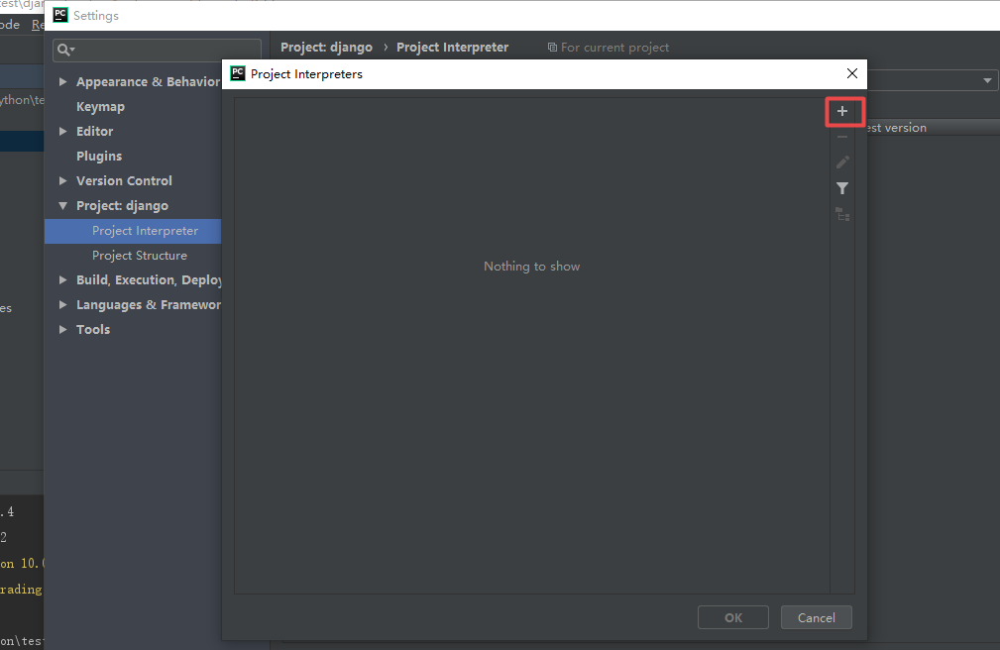 test\djan
Settings
ode Re
Project: django › Project Interpreter For current project
Project Interpreters
Appearance & Behavior
ython\te
Keymap
est version
Editor
Plugins
Version Control
Project: django
Project Interpreter
Project Structure
Nothing to show
Build, Execution, Deploy
Languages & Framewor
es
Tools
.4
2
on 10.0
rading
OK Cancel
on\test